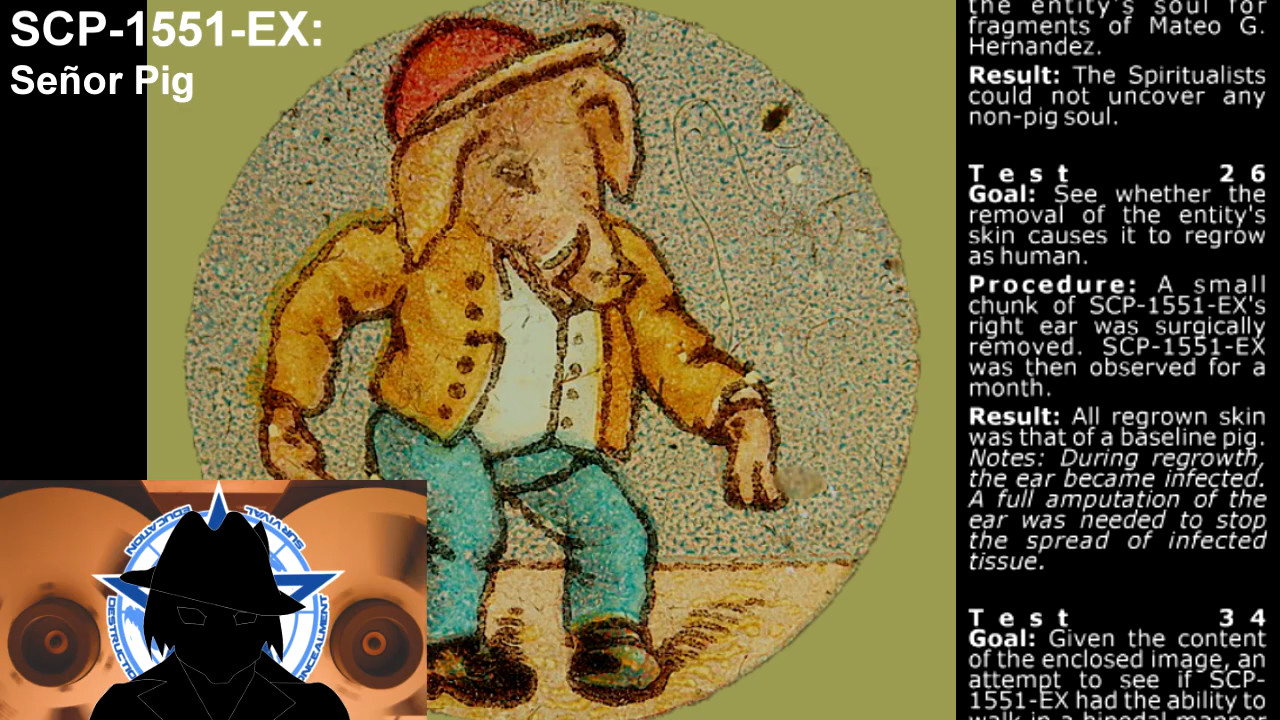 SCP-1551-EX:
Señor Pig
the entity's soul for
fragments of Mateo G.
Hernandez.
Result: The Spiritualists
could not uncover any
non-pig soul.
Test 26
Goal: See whether the
removal of the entity's
skin causes it to regrow
as human.
Procedure: A small
chunk of SCP-1551-EX's
right ear was surgically
removed. SCP-1551-EX
was then observed for a
month.
Result: All regrown skin
was that of a baseline pig.
Notes: During regrowth,
the ear became infected.
A full amputation of the
ear was needed to stop
the spread of infected
tissue.
Test 34
Goal: Given the content
of the enclosed image, an
attempt to see if SCP-
1551-EX had the ability to
walk in a bipedal manner
EDUCATION
SURVIVAL